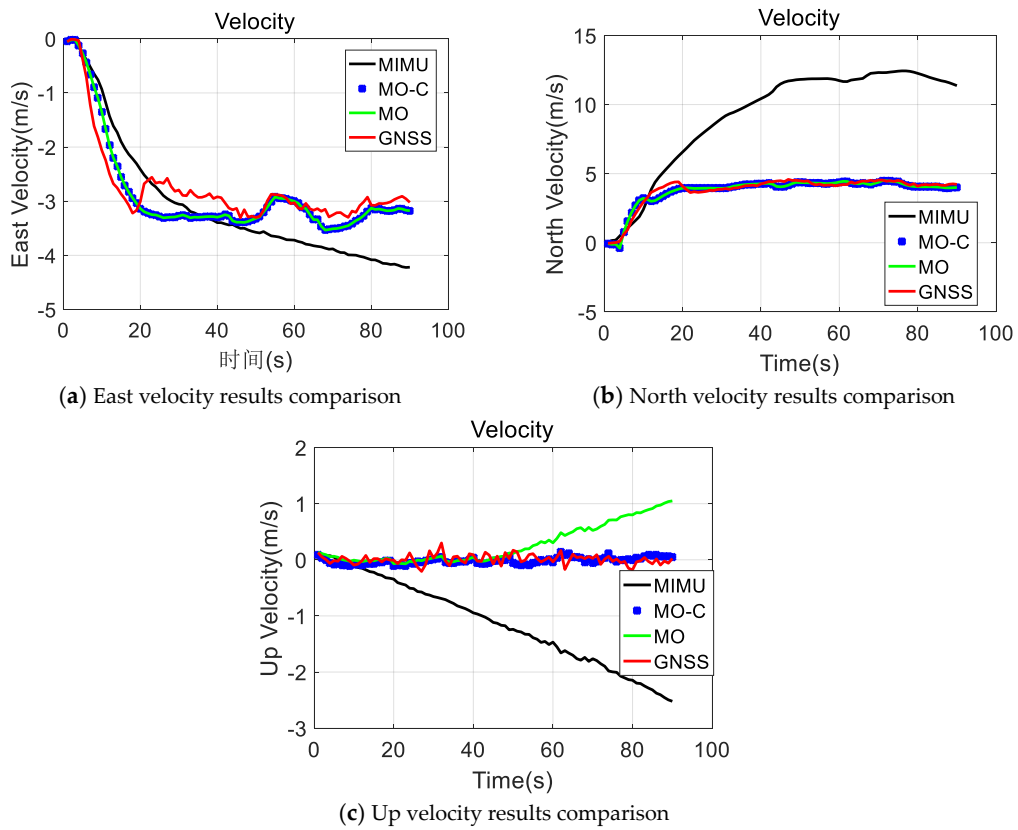 Velocity
0
-1
-2
-3
-4
-5
East Velocity(m/s)
MIMU
MO-C
MO
GNSS
0 20 40 60 80 100
时间(s)
(a) East velocity results comparison
Velocity
15
10
5
0
-5
North Velocity(m/s)
MIMU
MO-C
MO
GNSS
0 20 40 60 80 100
Time(s)
(b) North velocity results comparison
Velocity
2
1
0
-1
-2
-3
Up Velocity(m/s)
MIMU
MO-C
MO
GNSS
0 20 40 60 80 100
Time(s)
(c) Up velocity results comparison